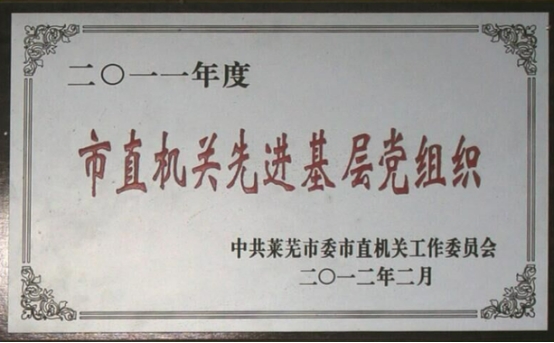 二〇一一年度
市直机关先进基层党组织
中共莱芜市委市直机关工作委员会
二〇一二年二月